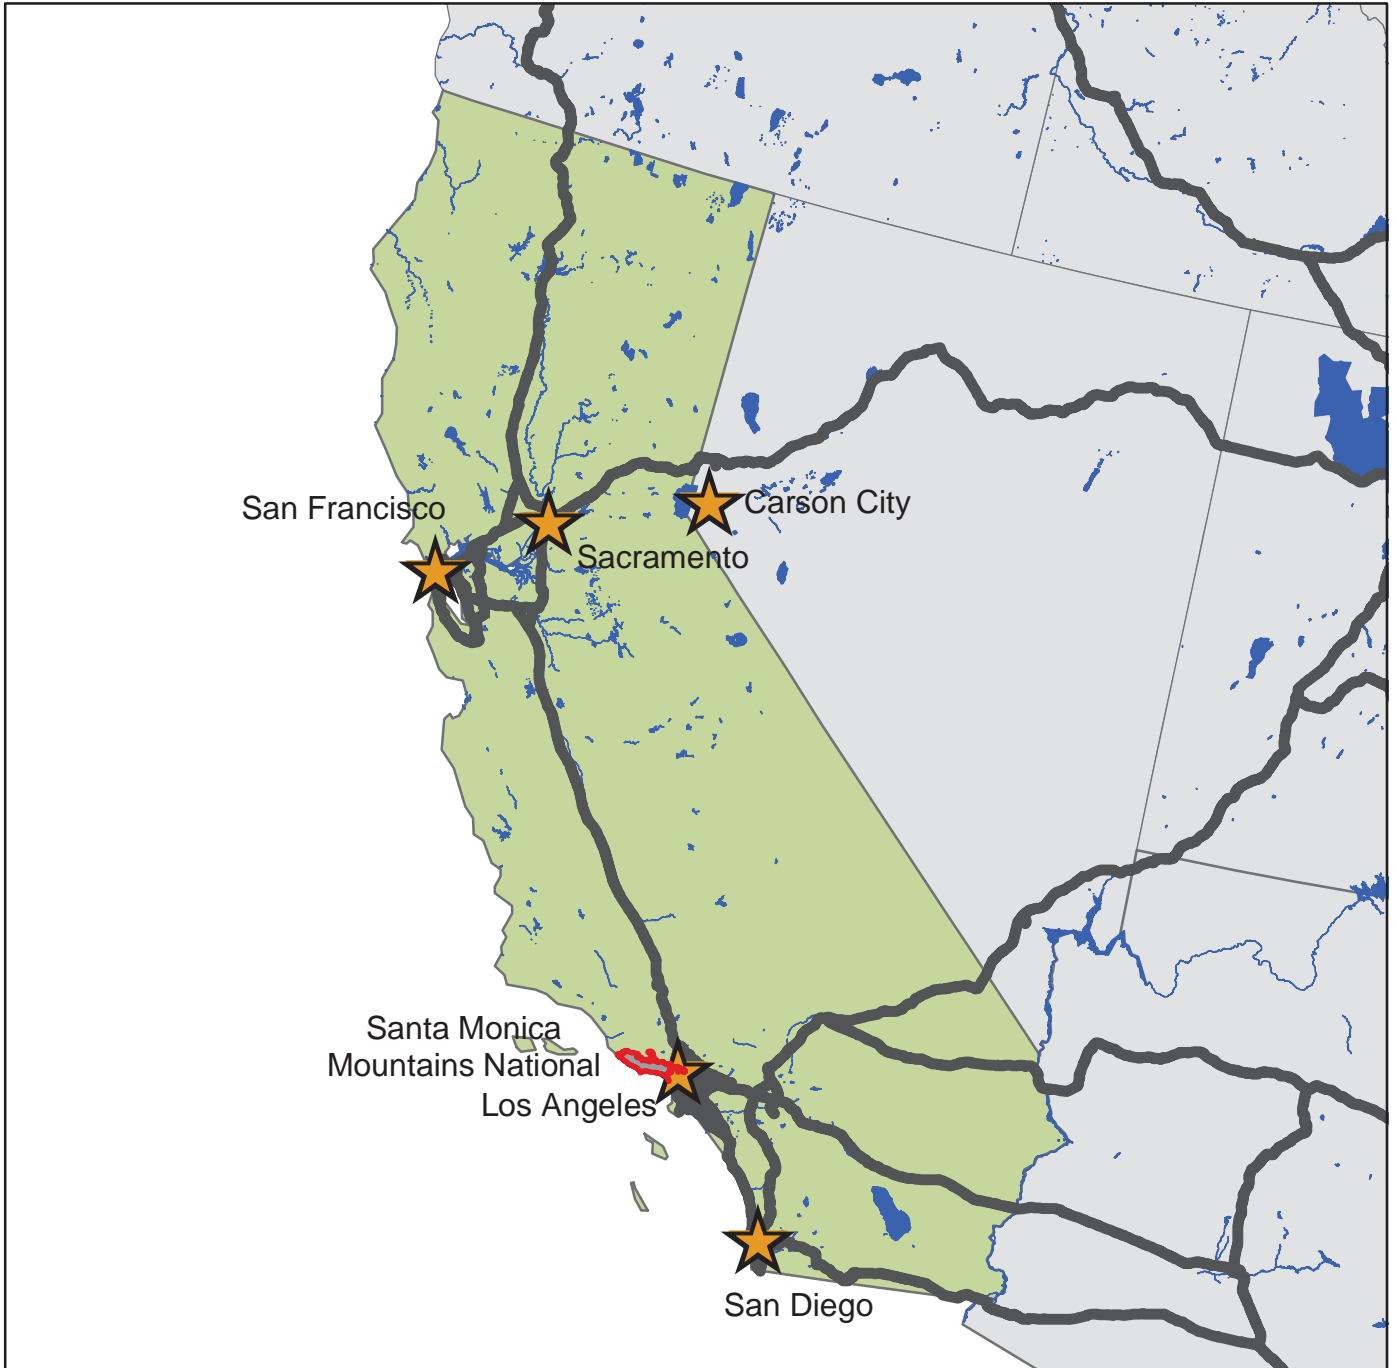 San Francisco
Carson City
Sacramento
Santa Monica
Mountains National
Los Angeles
San Diego